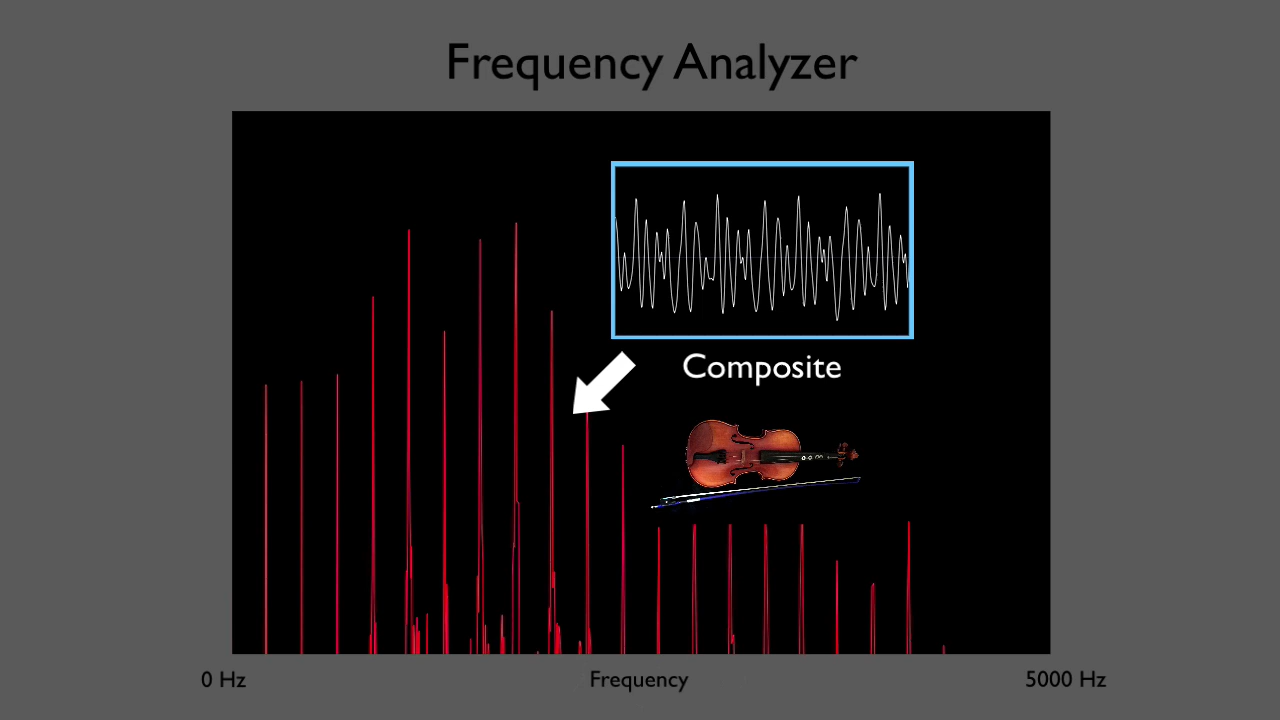 Frequency Analyzer
Composite
0 Hz
Frequency
5000 Hz